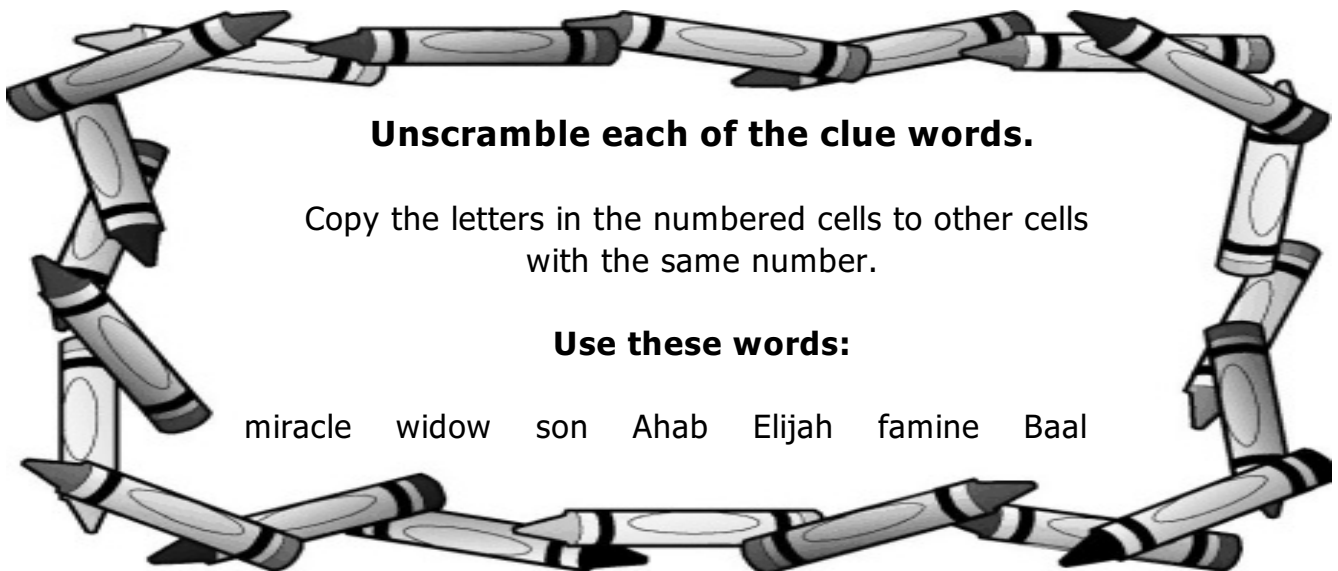 Unscramble each of the clue words.
Copy the letters in the numbered cells to other cells
with the same number.
Use these words:
miracle widow son Ahab Elijah famine Baal